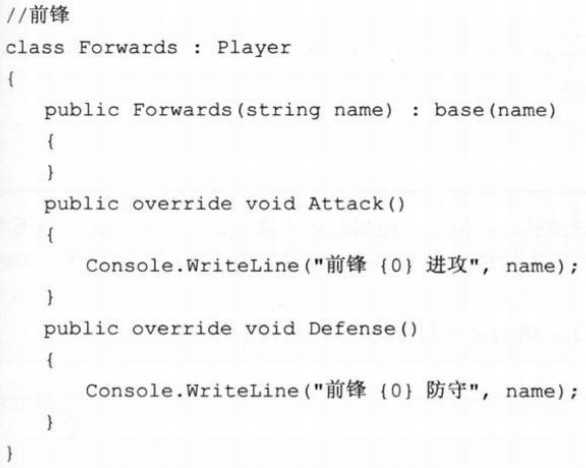 //前锋
class Forwards : Player
{
    public Forwards(string name) : base(name)
    {
    }
    public override void Attack()
    {
        Console.WriteLine("前锋 {0} 进攻", name);
    }
    public override void Defense()
    {
        Console.WriteLine("前锋 {0} 防守", name);
    }
}